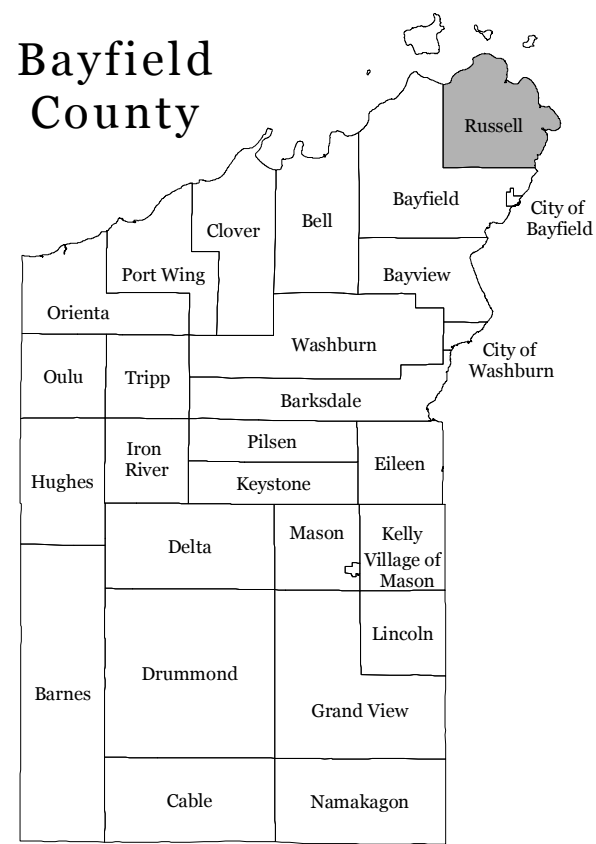 Bayfield
County
Russell
Bayfield
City of
Bayfield
Clover
Bell
Port Wing
Bayview
Orienta
Washburn
City of
Washburn
Oulu
Tripp
Barksdale
Iron
River
Pilsen
Eileen
Hughes
Keystone
Delta
Mason
Kelly
Village of
Mason
Lincoln
Drummond
Barnes
Grand View
Cable
Namakagon